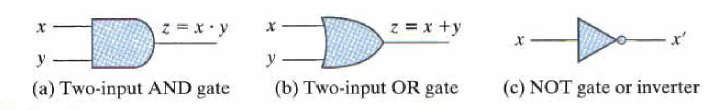 x
y
z = x · y
(a) Two-input AND gate
x
y
z = x + y
(b) Two-input OR gate
x
x′
(c) NOT gate or inverter